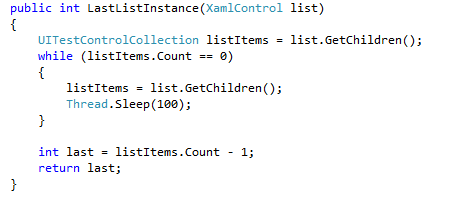 public int LastListInstance(XamlControl list)
{
    UITestControlCollection listItems = list.GetChildren();
    while (listItems.Count == 0)
    {
        listItems = list.GetChildren();
        Thread.Sleep(100);
    }

    int last = listItems.Count - 1;
    return last;
}